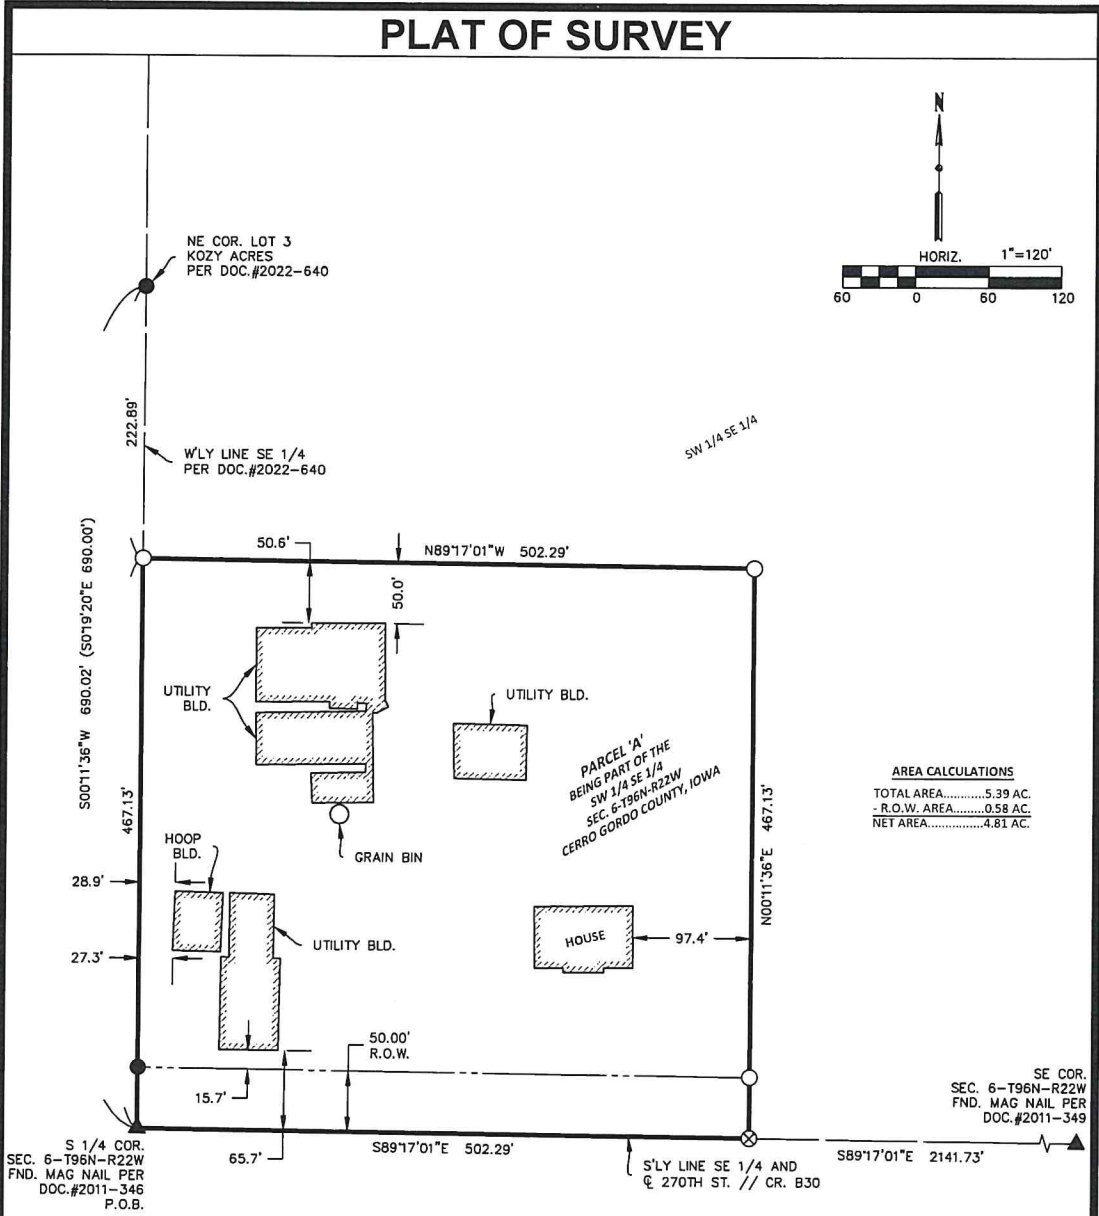 PLAT OF SURVEY
N
HORIZ. 1"=120'
60 0 60 120
NE COR. LOT 3
KOZY ACRES
PER DOC.#2022-640
222.89'
W'LY LINE SE 1/4
PER DOC.#2022-640
SW 1/4 SE 1/4
S00°11'36"W 690.02' (S0°19'20"E 690.00')
50.6'
N89°17'01"W 502.29'
50.0'
UTILITY
BLD.
UTILITY BLD.
PARCEL 'A'
BEING PART OF THE
SW 1/4 SE 1/4
SEC. 6-T96N-R22W
CERRO GORDO COUNTY, IOWA
467.13'
N00°11'36"E 467.13'
AREA CALCULATIONS
TOTAL AREA............5.39 AC.
- R.O.W. AREA.........0.58 AC.
NET AREA................4.81 AC.
GRAIN BIN
HOOP
BLD.
28.9'
27.3'
UTILITY BLD.
HOUSE
97.4'
50.00'
R.O.W.
15.7'
65.7'
S 1/4 COR.
SEC. 6-T96N-R22W
FND. MAG NAIL PER
DOC.#2011-346
P.O.B.
S89°17'01"E 502.29'
S'LY LINE SE 1/4 AND
℄ 270TH ST. // CR. B30
SE COR.
SEC. 6-T96N-R22W
FND. MAG NAIL PER
DOC.#2011-349
S89°17'01"E 2141.73'